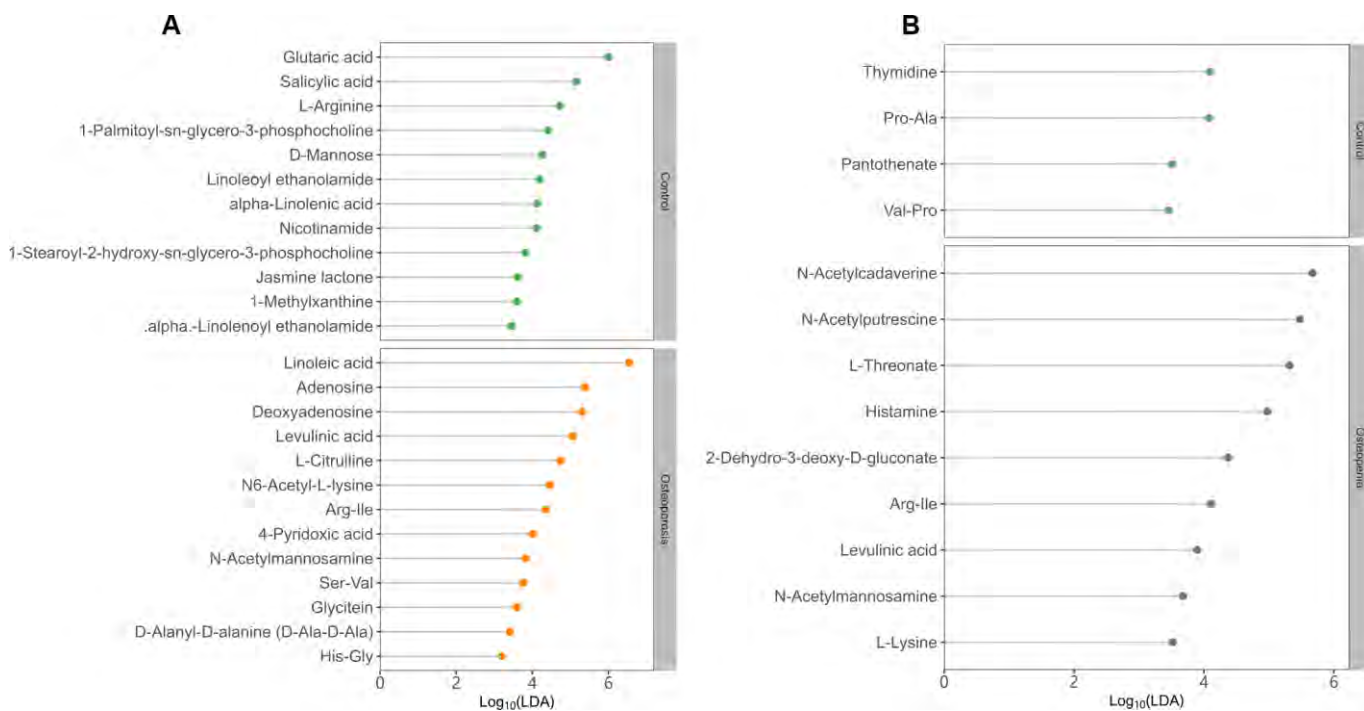 A
Glutaric acid
Salicylic acid
L-Arginine
1-Palmitoyl-sn-glycero-3-phosphocholine
D-Mannose
Linoleoyl ethanolamide
alpha-Linolenic acid
Nicotinamide
1-Stearoyl-2-hydroxy-sn-glycero-3-phosphocholine
Jasmine lactone
1-Methylxanthine
.alpha.-Linolenoyl ethanolamide
Control
Linoleic acid
Adenosine
Deoxyadenosine
Levulinic acid
L-Citrulline
N6-Acetyl-L-lysine
Arg-Ile
4-Pyridoxic acid
N-Acetylmannosamine
Ser-Val
Glycitein
D-Alanyl-D-alanine (D-Ala-D-Ala)
His-Gly
Osteoporosis
0 2 4 6
Log10(LDA)
B
Thymidine
Pro-Ala
Pantothenate
Val-Pro
Control
N-Acetylcadaverine
N-Acetylputrescine
L-Threonate
Histamine
2-Dehydro-3-deoxy-D-gluconate
Arg-Ile
Levulinic acid
N-Acetylmannosamine
L-Lysine
Osteopenia
0 2 4 6
Log10(LDA)